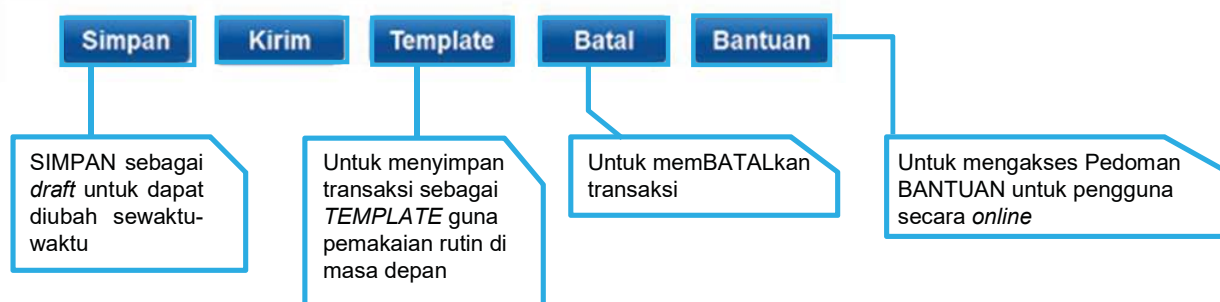 Simpan
Kirim
Template
Batal
Bantuan
SIMPAN sebagai
draft untuk dapat
diubah sewaktu-
waktu
Untuk menyimpan
transaksi sebagai
TEMPLATE guna
pemakaian rutin di
masa depan
Untuk memBATALkan
transaksi
Untuk mengakses Pedoman
BANTUAN untuk pengguna
secara online